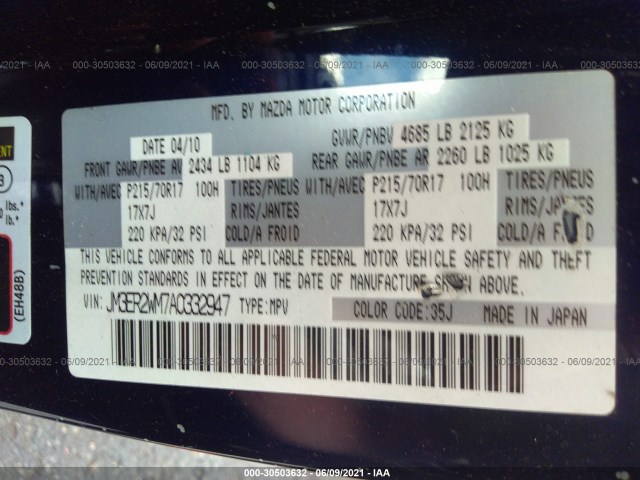 000-30503632 - 06/09/2021 - IAA
MFD. BY MAZDA MOTOR CORPORATION
DATE 04/10
GVWR/PNBV 4685 LB 2125 KG
FRONT GAWR/PNBE AV 2434 LB 1104 KG
REAR GAWR/PNBE AR 2260 LB 1025 KG
WITH/AVEC P215/70R17 100H TIRES/PNEUS WITH/AVEC P215/70R17 100H TIRES/PNEUS
17X7J RIMS/JANTES 17X7J RIMS/JANTES
220 KPA/32 PSI COLD/A FROID 220 KPA/32 PSI COLD/A FROID
THIS VEHICLE CONFORMS TO ALL APPLICABLE FEDERAL MOTOR VEHICLE SAFETY AND THEFT
PREVENTION STANDARDS IN EFFECT ON THE DATE OF MANUFACTURE SHOWN ABOVE.
VIN: JM3ER2WM7A0332947 TYPE: MPV COLOR CODE:35J MADE IN JAPAN
lbs.*
lb.*
(EH48B)
000-30503632 - 06/09/2021 - IAA